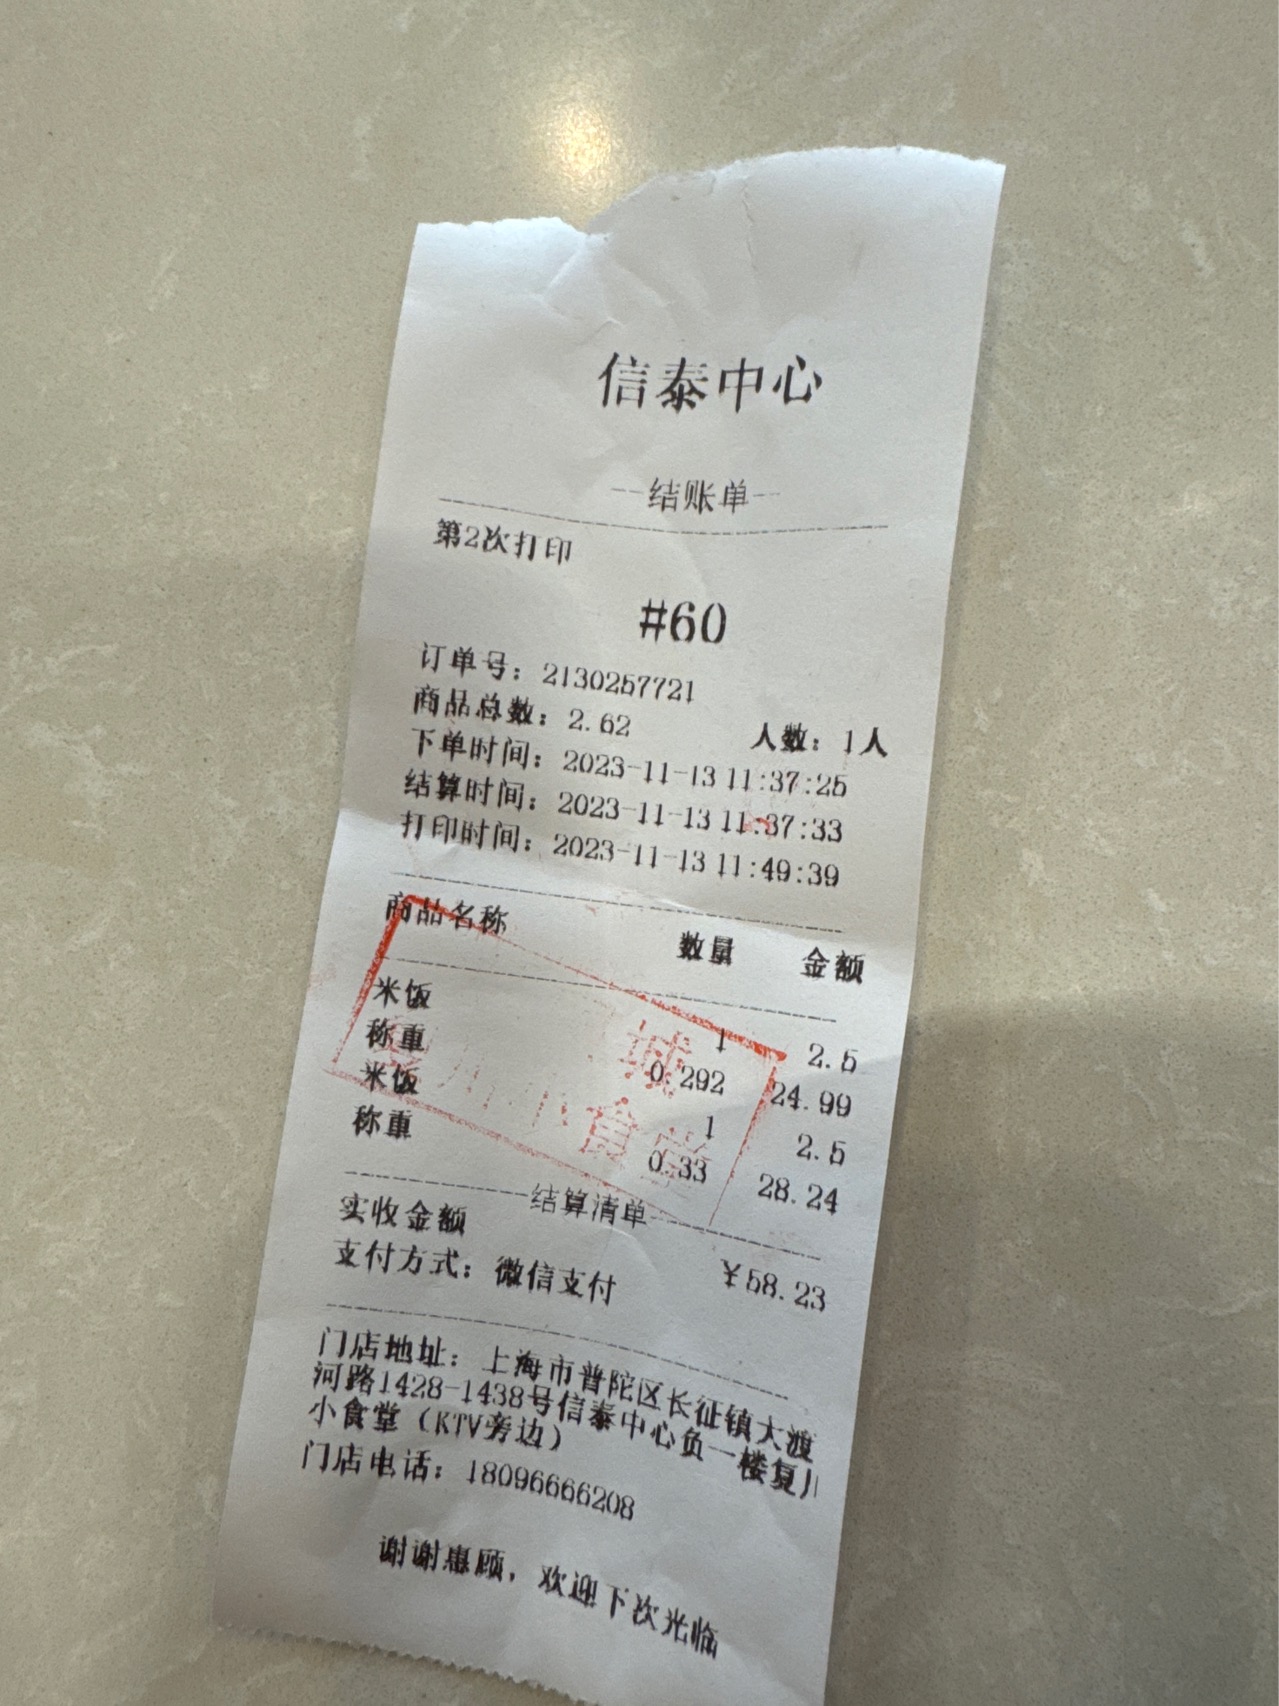 信泰中心
--结账单--
第2次打印
#60
订单号：2130257721
商品总数：2.62 人数：1人
下单时间：2023-11-13 11:37:25
结算时间：2023-11-13 11:37:33
打印时间：2023-11-13 11:49:39
商品名称 数量 金额
米饭 1 2.5
称重 0.292 24.99
米饭 1 2.5
称重 0.33 28.24
城
小食堂
结算清单
实收金额 ¥58.23
支付方式：微信支付
门店地址：上海市普陀区长征镇大渡
河路1428-1438号信泰中心负一楼复川
小食堂（KTV旁边）
门店电话：18096666208
谢谢惠顾，欢迎下次光临